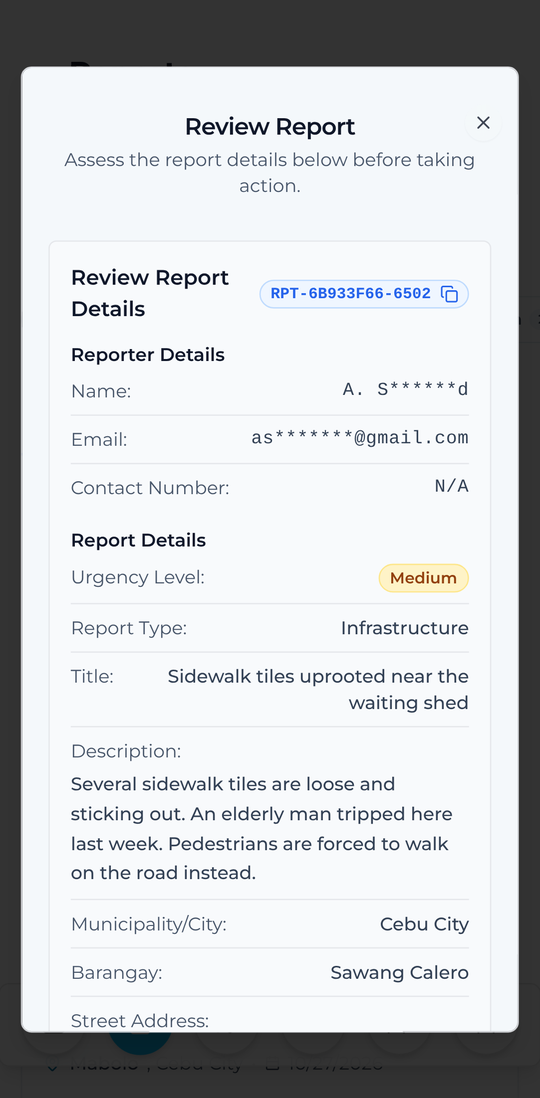 Review Report
Assess the report details below before taking
action.
Review Report
Details
RPT-6B933F66-6502
Reporter Details
Name: A. S******d
Email: as*******@gmail.com
Contact Number: N/A
Report Details
Urgency Level: Medium
Report Type: Infrastructure
Title: Sidewalk tiles uprooted near the
waiting shed
Description:
Several sidewalk tiles are loose and
sticking out. An elderly man tripped here
last week. Pedestrians are forced to walk
on the road instead.
Municipality/City: Cebu City
Barangay: Sawang Calero
Street Address: